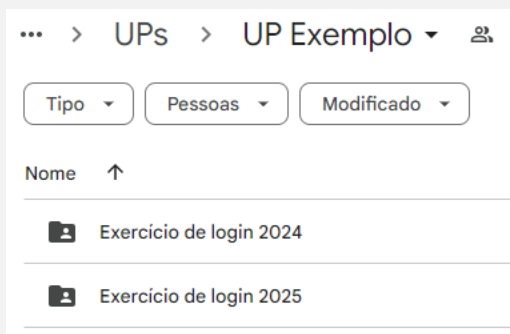 ... > UPs > UP Exemplo
Tipo Pessoas Modificado
Nome
Exercício de login 2024
Exercício de login 2025